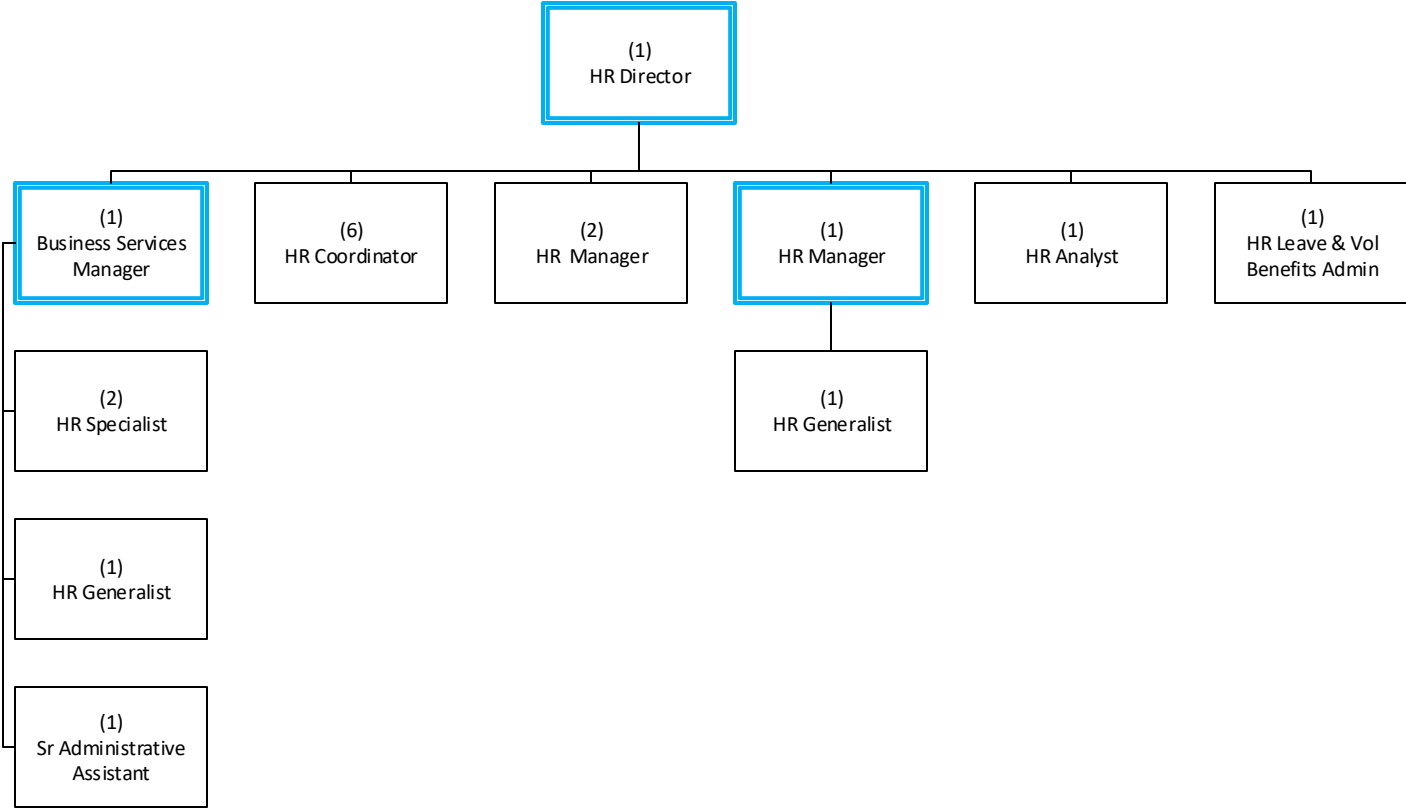 (1)
HR Director
(1)
Business Services
Manager
(6)
HR Coordinator
(2)
HR  Manager
(1)
HR Manager
(1)
HR Analyst
(1)
HR Leave & Vol
Benefits Admin
(2)
HR Specialist
(1)
HR Generalist
(1)
HR Generalist
(1)
Sr Administrative
Assistant